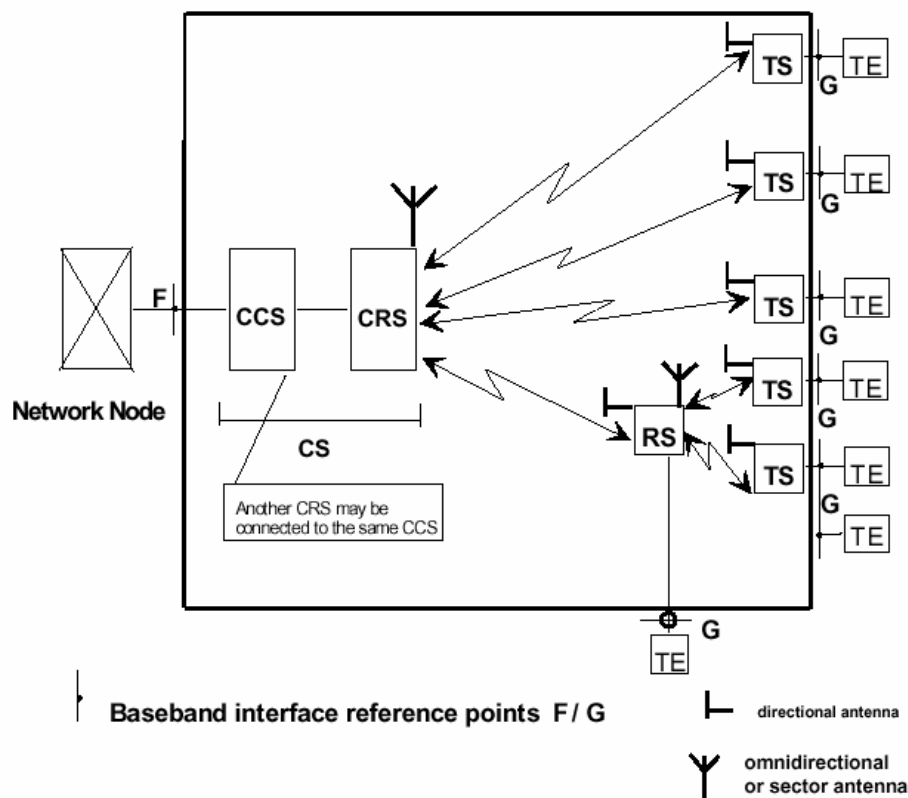 TS
TE
G
TS
TE
G
F
CCS
CRS
TS
TE
G
Network Node
TS
TE
G
CS
RS
TS
TE
G
Another CRS may be
connected to the same CCS
TE
G
TE
Baseband interface reference points F / G
directional antenna
omnidirectional
or sector antenna